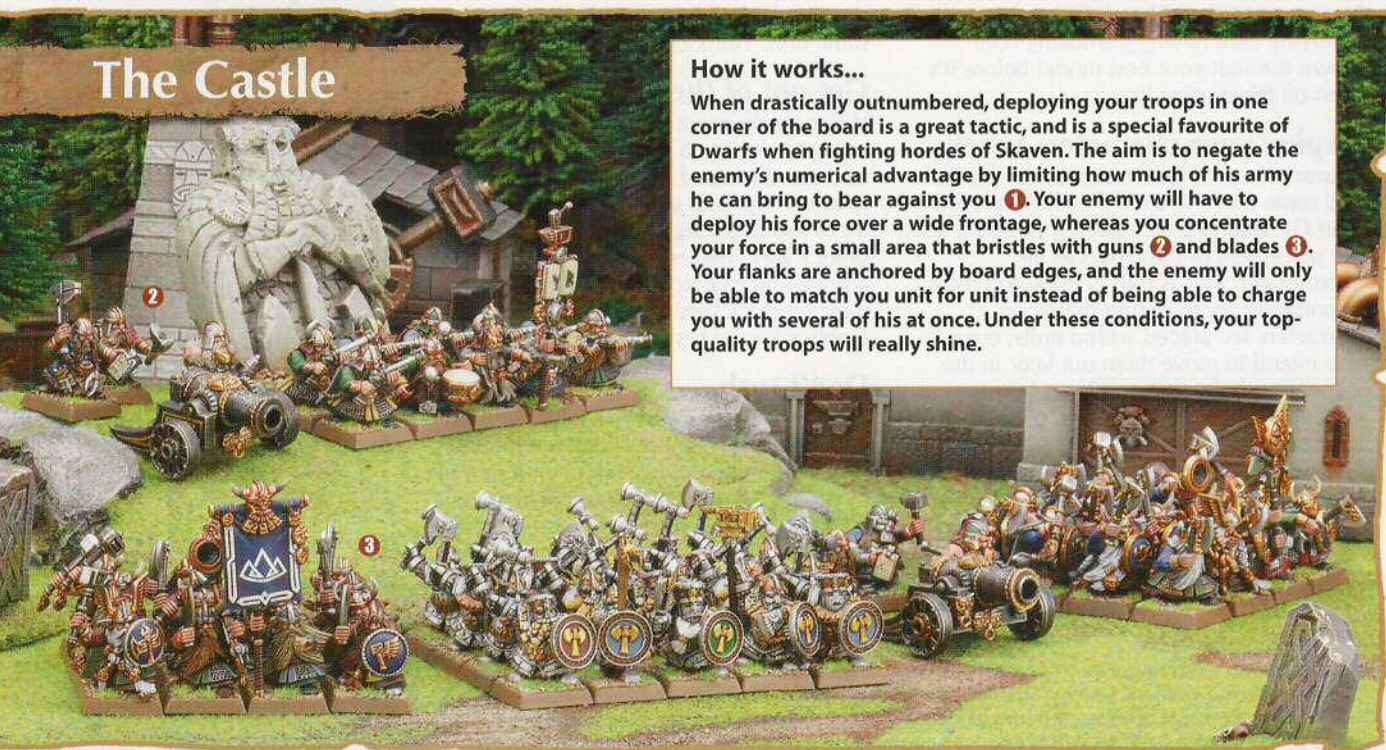 The Castle
How it works...
When drastically outnumbered, deploying your troops in one
corner of the board is a great tactic, and is a special favourite of
Dwarfs when fighting hordes of Skaven. The aim is to negate the
enemy's numerical advantage by limiting how much of his army
he can bring to bear against you 1. Your enemy will have to
deploy his force over a wide frontage, whereas you concentrate
your force in a small area that bristles with guns 2 and blades 3.
Your flanks are anchored by board edges, and the enemy will only
be able to match you unit for unit instead of being able to charge
you with several of his at once. Under these conditions, your top-
quality troops will really shine.
2
3